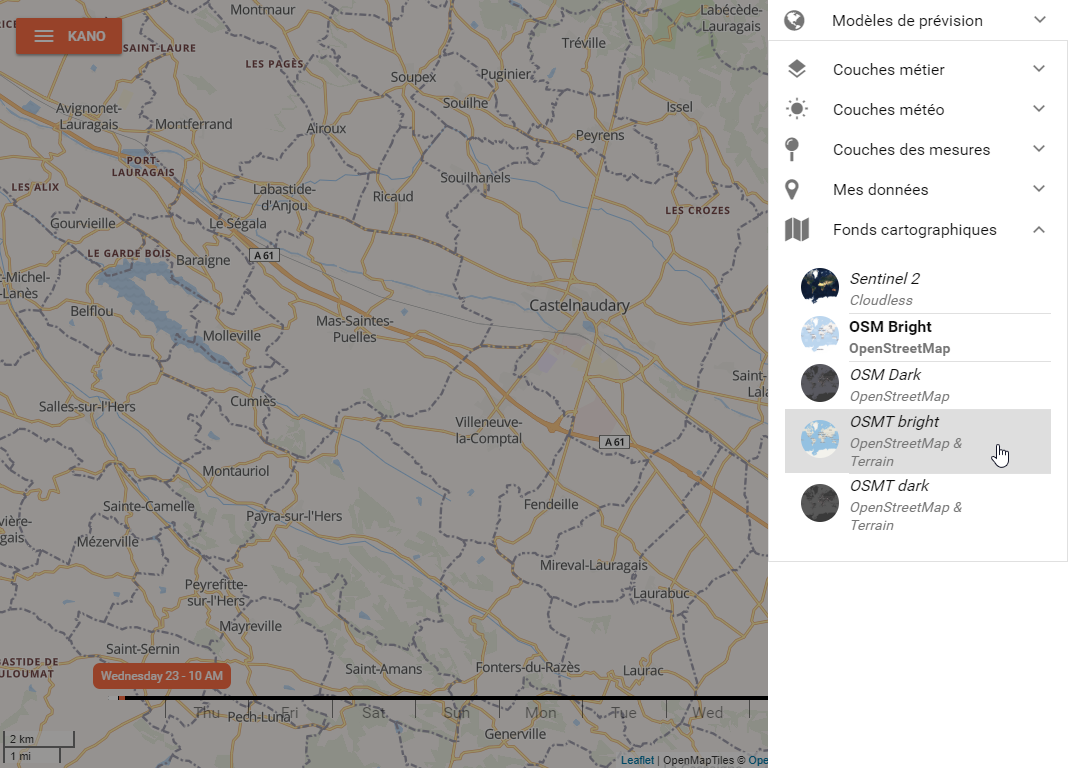 Montmaur
Labécède-
Lauragais
KANO
SAINT-LAURE
Tréville
LES PAGÈS
Soupex
Puginier
Souilhe
Issel
Avignonet-
Lauragais
Montferrand
Airoux
Peyrens
PORT-
LAURAGAIS
LES ALIX
Souilhanels
Labastide-
d'Anjou
Ricaud
LES CROZES
Gourvieille
Le Ségala
LE GARDE BOIS
Baraigne
A 61
t-Michel-
Lanès
Belflou
Castelnaudary
Mas-Saintes-
Puelles
Molleville
Saint-
Lala
Salles-sur-l'Hers
Cumiès
Villeneuve-
la-Comptal
A 61
Montauriol
Sainte-Camelle
Fendeille
Payra-sur-l'Hers
vière-
gais
Mézerville
Mireval-Lauragais
Peyrefitte-
sur-l'Hers
Laurabuc
Mayreville
Saint-Sernin
BASTIDE DE
ULOUMAT
Saint-Amans
Fonters-du-Razès
Laurac
Wednesday 23 - 10 AM
Thu
Fri
Sat
Sun
Mon
Tue
Wed
Pech-Luna
Generville
2 km
1 mi
Leaflet | OpenMapTiles © Ope
Modèles de prévision
Couches métier
Couches météo
Couches des mesures
Mes données
Fonds cartographiques
Sentinel 2
Cloudless
OSM Bright
OpenStreetMap
OSM Dark
OpenStreetMap
OSMT bright
OpenStreetMap &
Terrain
OSMT dark
OpenStreetMap &
Terrain